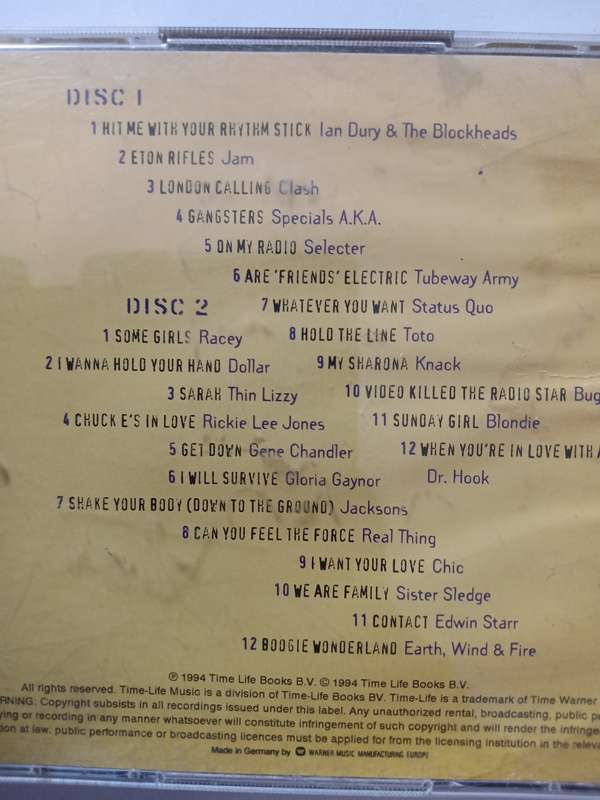 DISC 1
1 HIT ME WITH YOUR RHYTHM STICK Ian Dury & The Blockheads
2 ETON RIFLES Jam
3 LONDON CALLING Clash
4 GANGSTERS Specials A.K.A.
5 ON MY RADIO Selecter
6 ARE 'FRIENDS' ELECTRIC Tubeway Army
7 WHATEVER YOU WANT Status Quo
8 HOLD THE LINE Toto
9 MY SHARONA Knack
10 VIDEO KILLED THE RADIO STAR Bug
11 SUNDAY GIRL Blondie
12 WHEN YOU'RE IN LOVE WITH A
Dr. Hook
DISC 2
1 SOME GIRLS Racey
2 I WANNA HOLD YOUR HAND Dollar
3 SARAH Thin Lizzy
4 CHUCK E'S IN LOVE Rickie Lee Jones
5 GET DOWN Gene Chandler
6 I WILL SURVIVE Gloria Gaynor
7 SHAKE YOUR BODY (DOWN TO THE GROUND) Jacksons
8 CAN YOU FEEL THE FORCE Real Thing
9 I WANT YOUR LOVE Chic
10 WE ARE FAMILY Sister Sledge
11 CONTACT Edwin Starr
12 BOOGIE WONDERLAND Earth, Wind & Fire
℗ 1994 Time Life Books B.V. © 1994 Time Life Books B.V.
All rights reserved. Time-Life Music is a division of Time-Life Books BV. Time-Life is a trademark of Time Warner
RNING: Copyright subsists in all recordings issued under this label. Any unauthorized rental, broadcasting, public pe
ying or recording in any manner whatsoever will constitute infringement of such copyright and will render the infringe
ion at law. public performance or broadcasting licences must be applied for from the licensing institution in the releva
Made in Germany by WARNER MUSIC MANUFACTURING EUROPE